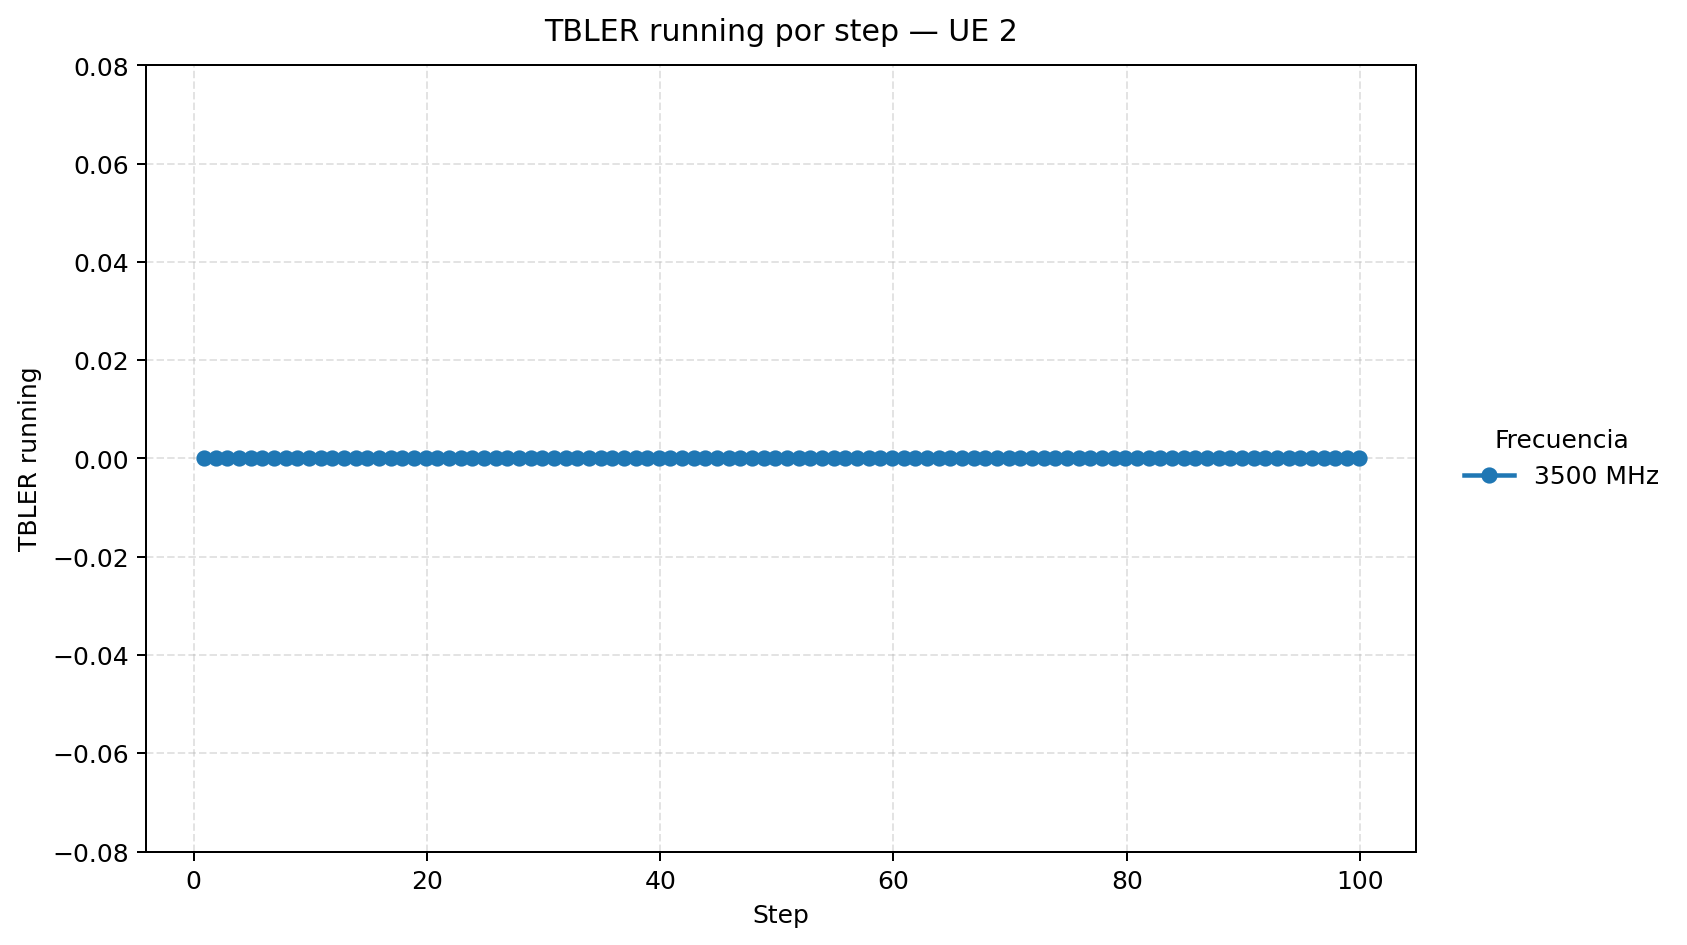 TBLER running por step — UE 2
0.08
0.06
0.04
0.02
0.00
−0.02
−0.04
−0.06
−0.08
TBLER running
0 20 40 60 80 100
Step
Frecuencia
3500 MHz